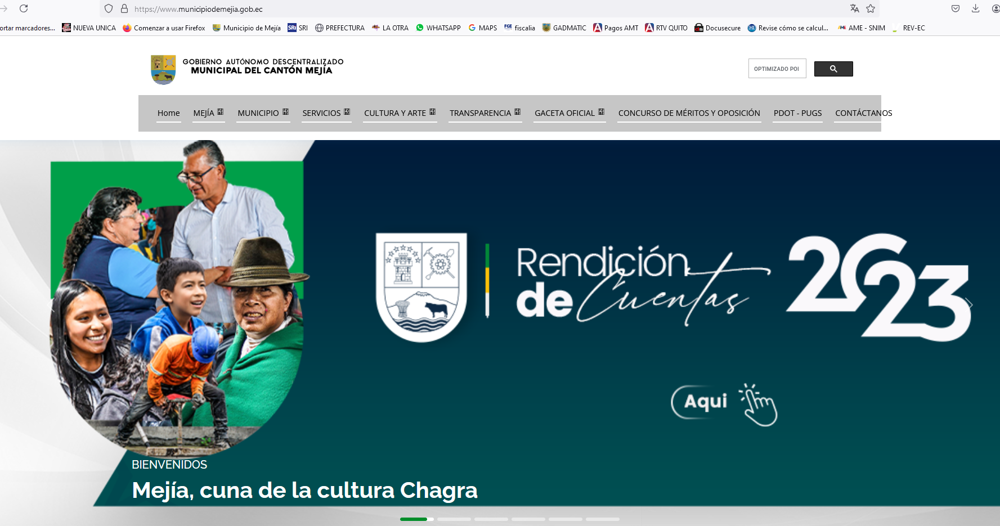 https://www.municipiodemejia.gob.ec
ortar marcadores... NUEVA UNICA Comenzar a usar Firefox Municipio de Mejía SRi SRI PREFECTURA LA OTRA WHATSAPP MAPS FGE fiscalia GADMATIC Pagos AMT RTV QUITO Docusecure HI Revise cómo se calcul... AME - SNIM REV-EC
GOBIERNO AUTÓNOMO DESCENTRALIZADO
MUNICIPAL DEL CANTÓN MEJÍA
OPTIMIZADO POI
Home MEJÍA MUNICIPIO SERVICIOS CULTURA Y ARTE TRANSPARENCIA GACETA OFICIAL CONCURSO DE MÉRITOS Y OPOSICIÓN PDOT - PUGS CONTÁCTANOS
Rendición
de Cuentas
2023
Aqui
BIENVENIDOS
Mejía, cuna de la cultura Chagra